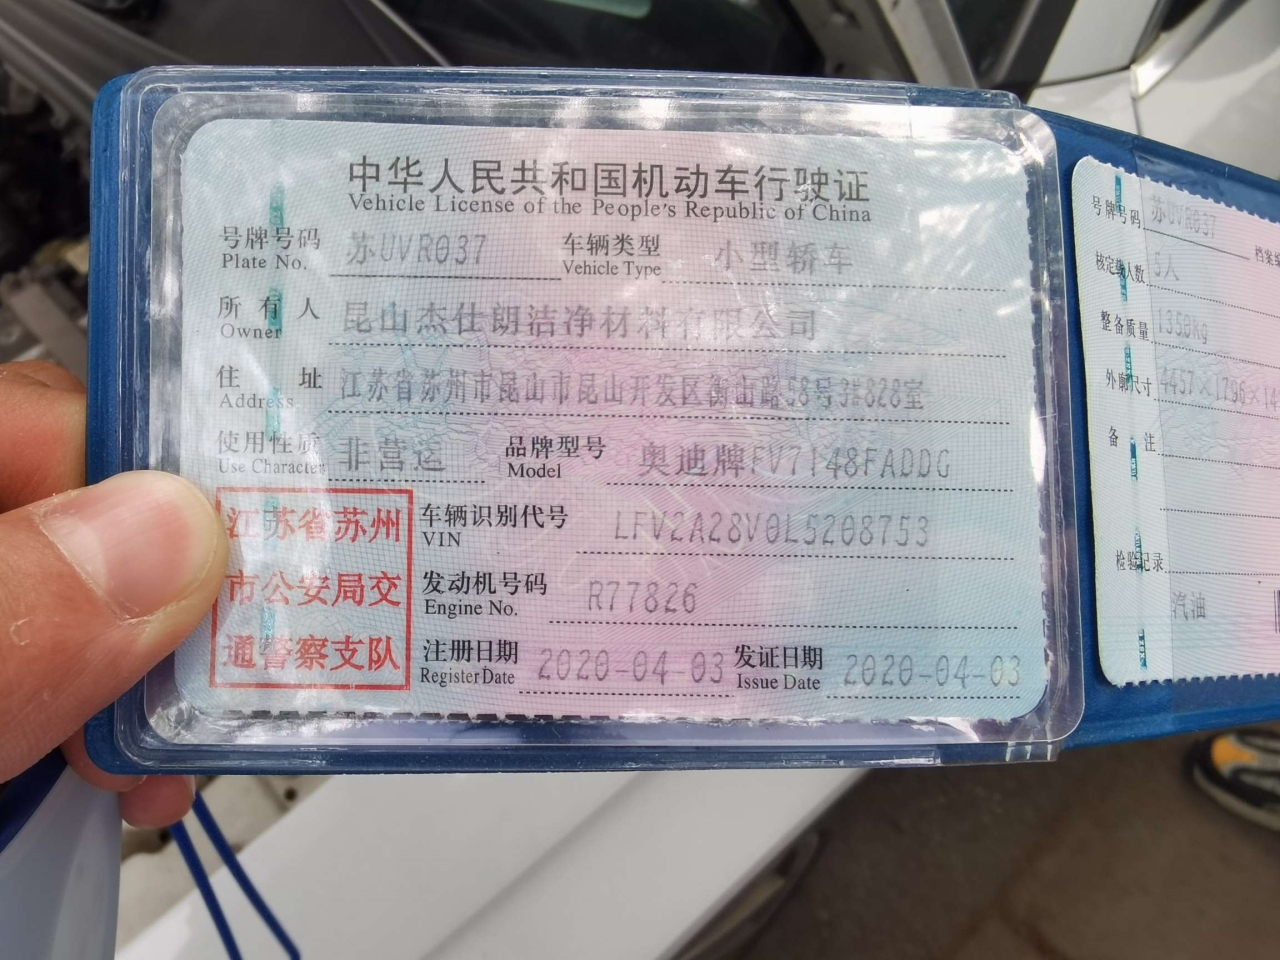 中华人民共和国机动车行驶证
Vehicle License of the People's Republic of China
号牌号码 苏UVR037 车辆类型 小型轿车
Plate No. Vehicle Type
所有人 昆山杰仕朗洁净材料有限公司
Owner
住址 江苏省苏州市昆山市昆山开发区衡山路58号3#828室
Address
使用性质 非营运 品牌型号 奥迪牌FV7148FADDG
Use Character Model
江苏省苏州
市公安局交
通警察支队
车辆识别代号 LFV2A28V0L5208753
VIN
发动机号码 R77826
Engine No.
注册日期 2020-04-03 发证日期 2020-04-03
Register Date Issue Date
号牌号码 苏UVR037
核定载人数 5人
整备质量 1350Kg
外廓尺寸 4457×1796×14
备注
检验记录
汽油